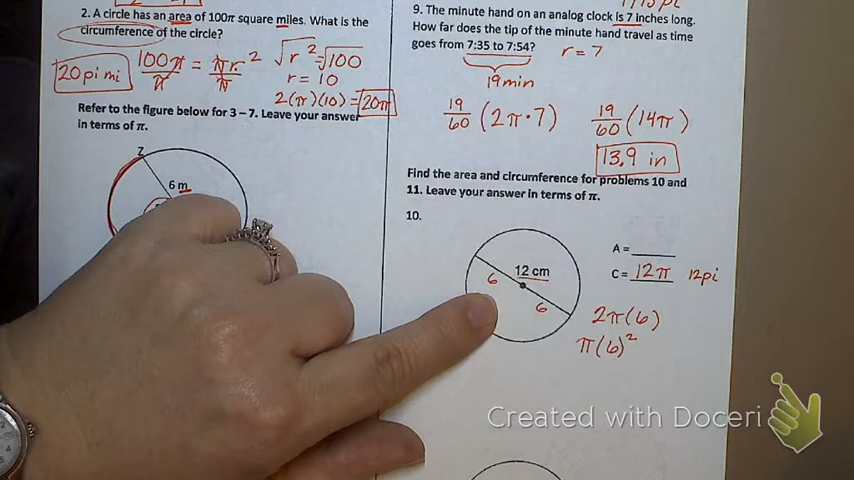 2. A circle has an area of 100π square miles. What is the
circumference of the circle?
20 pi mi
100π/π = πr²/π
√r² = √100
r = 10
2(π)(10) = 20π
Refer to the figure below for 3 – 7. Leave your answer
in terms of π.
Z
6 m
9. The minute hand on an analog clock is 7 inches long.
How far does the tip of the minute hand travel as time
goes from 7:35 to 7:54?
r = 7
19 min
19/60 (2π·7)
19/60 (14π)
13.9 in
Find the area and circumference for problems 10 and
11. Leave your answer in terms of π.
10.
12 cm
6
6
A = ______
C = 12π 12pi
2π(6)
π(6)²
Created with Doceri